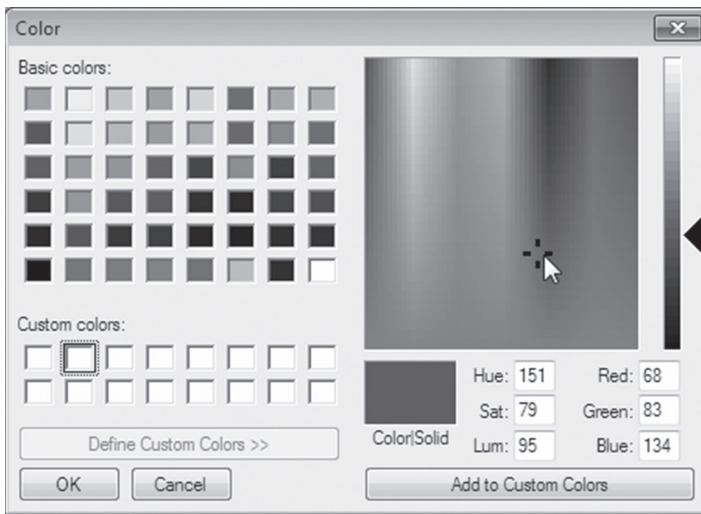 Color
Basic colors:
Custom colors:
Define Custom Colors >>
OK
Cancel
Color|Solid
Hue: 151
Sat: 79
Lum: 95
Red: 68
Green: 83
Blue: 134
Add to Custom Colors